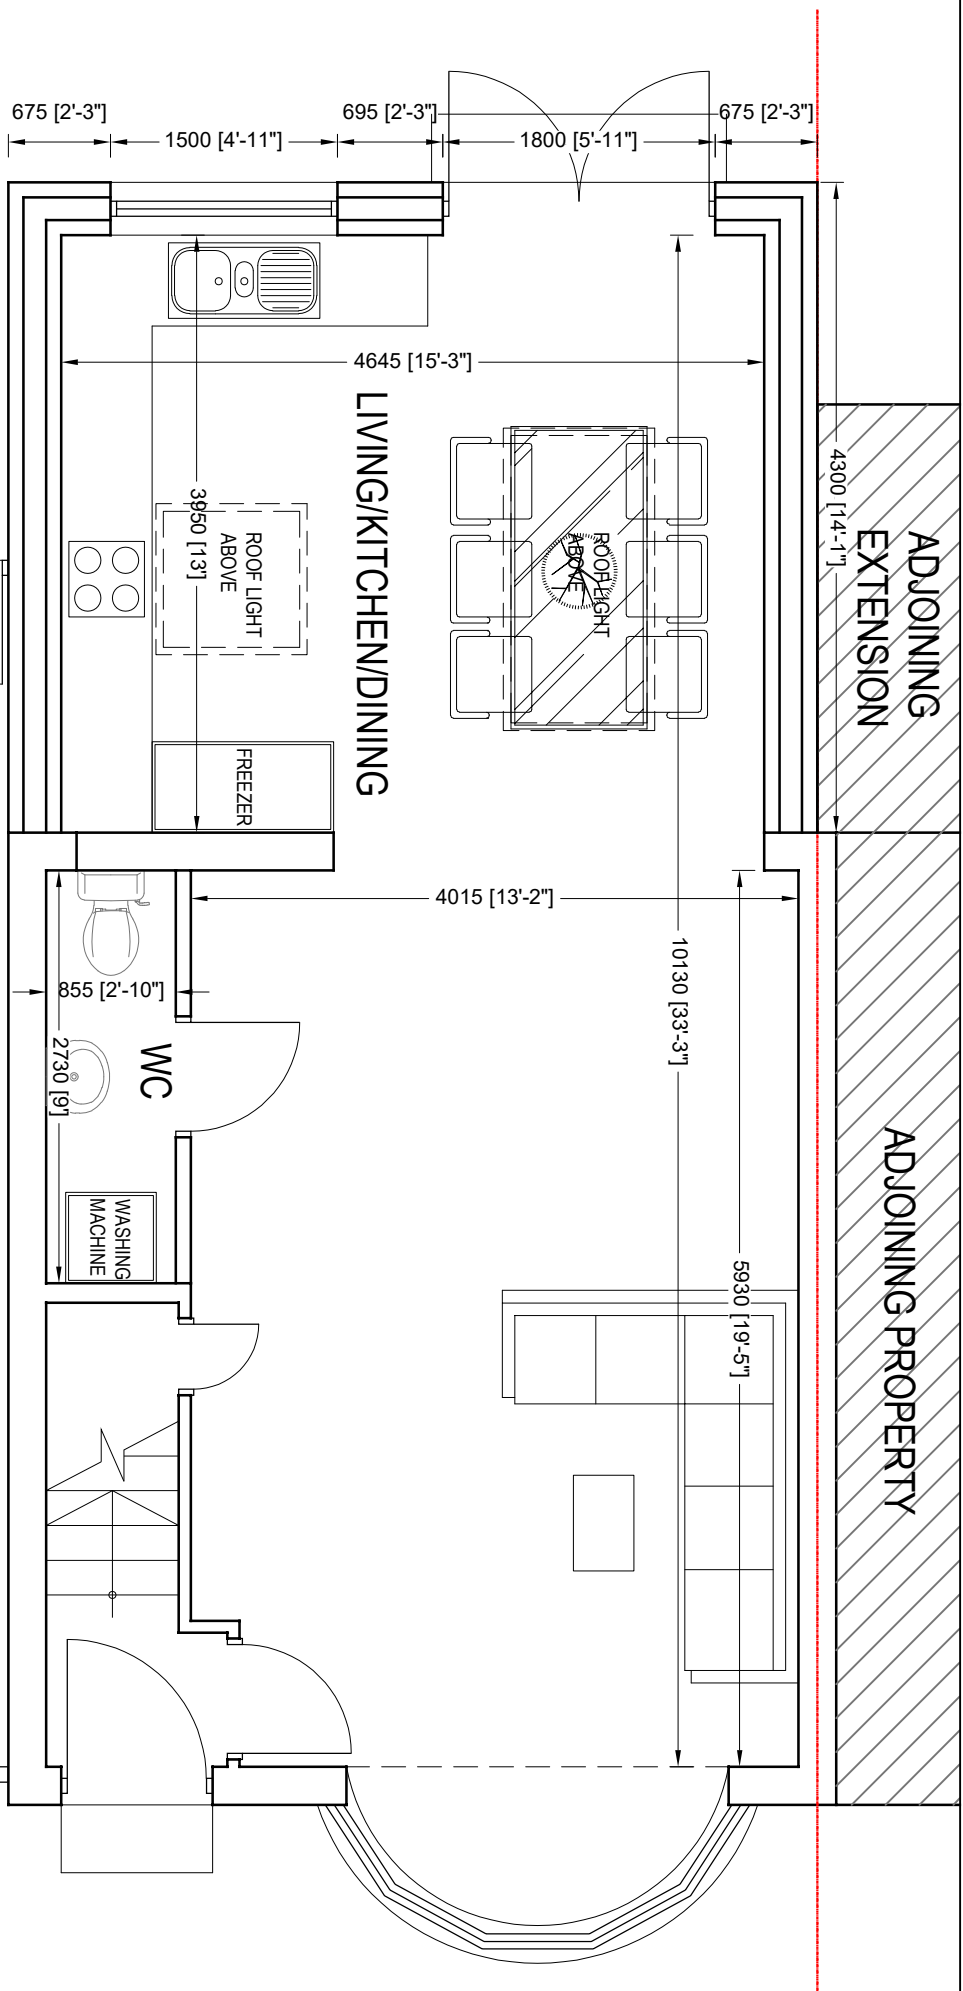 675 [2'-3"]
695 [2'-3"]
675 [2'-3"]
1500 [4'-11"]
1800 [5'-11"]
4645 [15'-3"]
4300 [14'-1"]
3950 [13']
LIVING/KITCHEN/DINING
ROOF LIGHT
ABOVE
ROOF LIGHT
ABOVE
ADJOINING
EXTENSION
FREEZER
4015 [13'-2"]
10130 [33'-3"]
855 [2'-10"]
2730 [9']
WC
WASHING
MACHINE
5930 [19'-5"]
ADJOINING PROPERTY